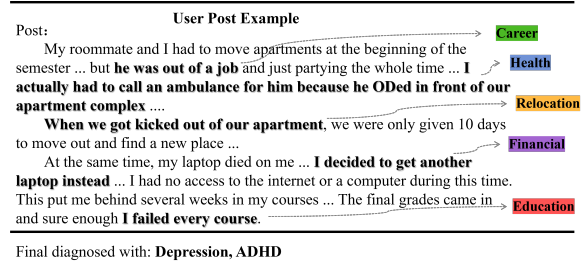 User Post Example
Post:
My roommate and I had to move apartments at the beginning of the
semester ... but he was out of a job and just partying the whole time ... I
actually had to call an ambulance for him because he ODed in front of our
apartment complex ....
When we got kicked out of our apartment, we were only given 10 days
to move out and find a new place ...
At the same time, my laptop died on me ... I decided to get another
laptop instead ... I had no access to the internet or a computer during this time.
This put me behind several weeks in my courses ... The final grades came in
and sure enough I failed every course.
Career
Health
Relocation
Financial
Education
Final diagnosed with: Depression, ADHD